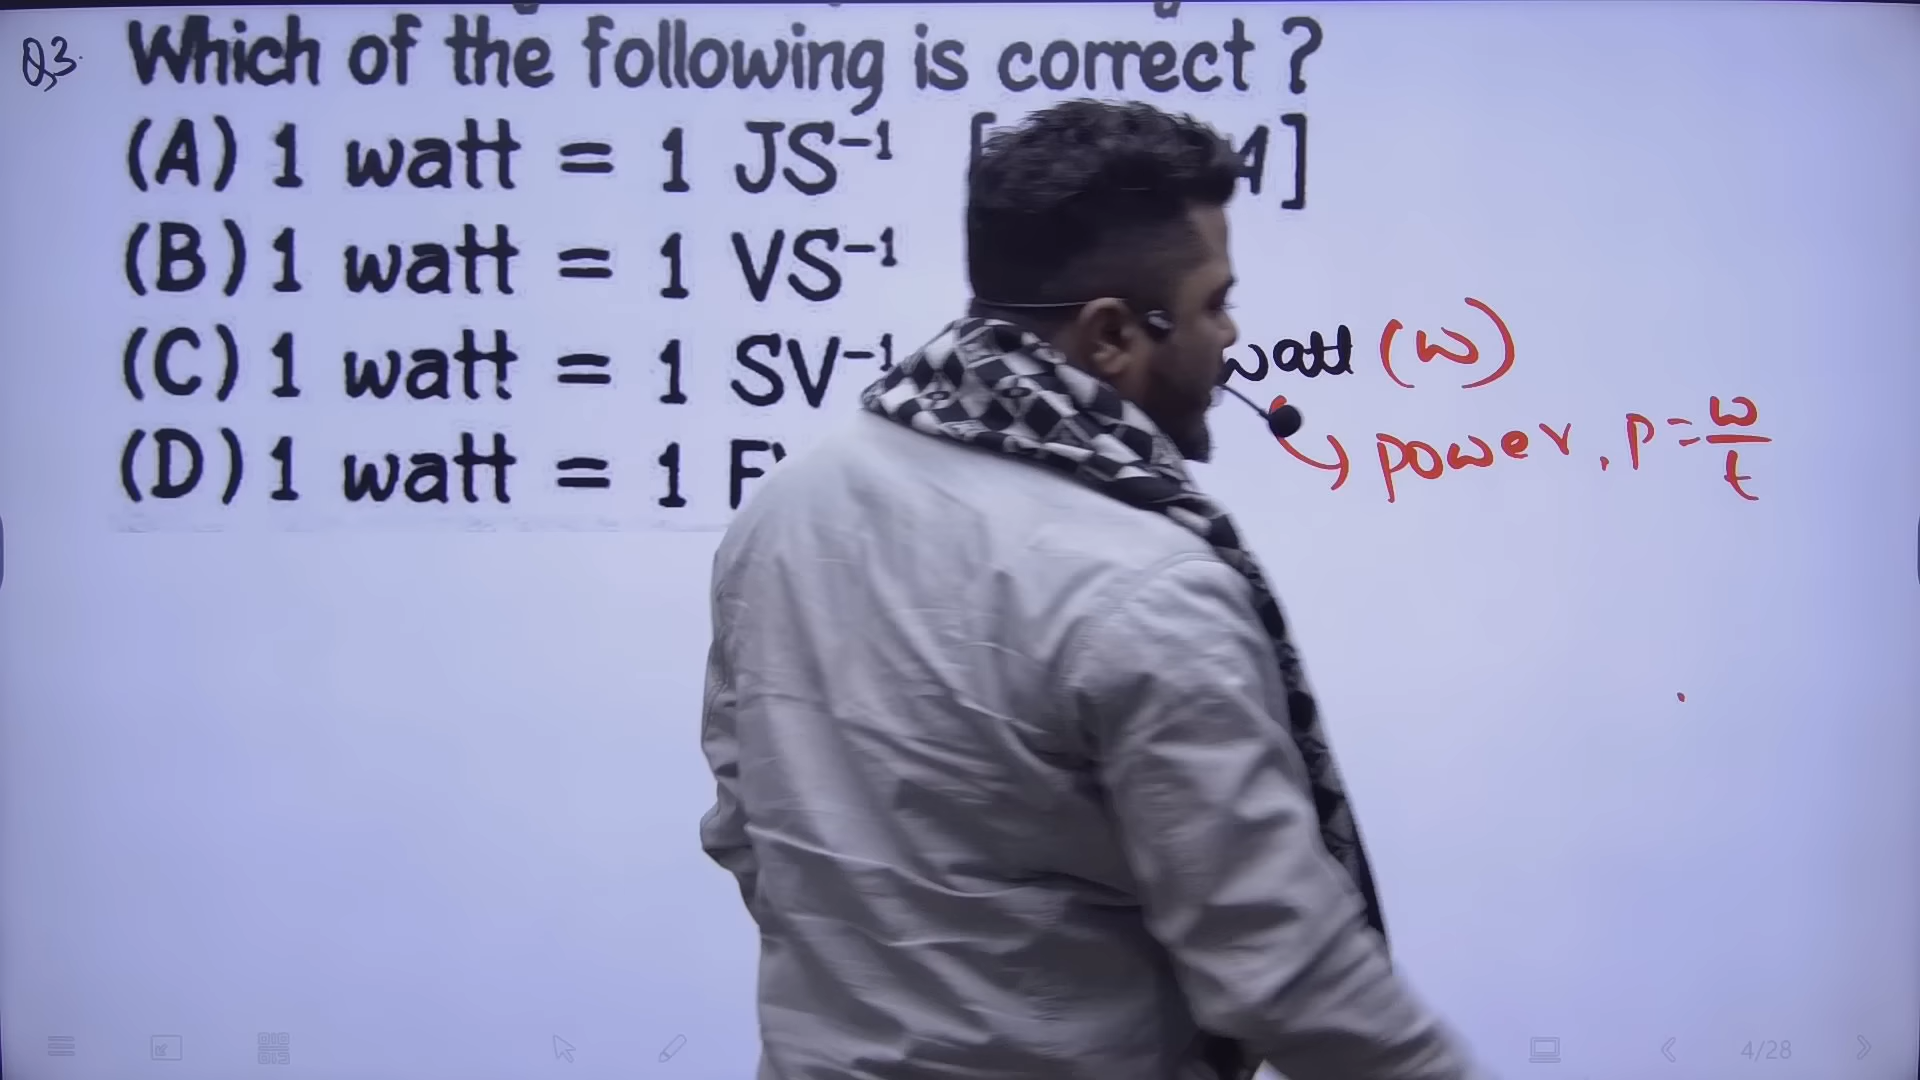 Q3. Which of the following is correct ?
(A) 1 watt = 1 JS⁻¹ [ 4]
(B) 1 watt = 1 VS⁻¹
(C) 1 watt = 1 SV⁻¹
(D) 1 watt = 1 F
watt (W)
power, P = W/t
4/28